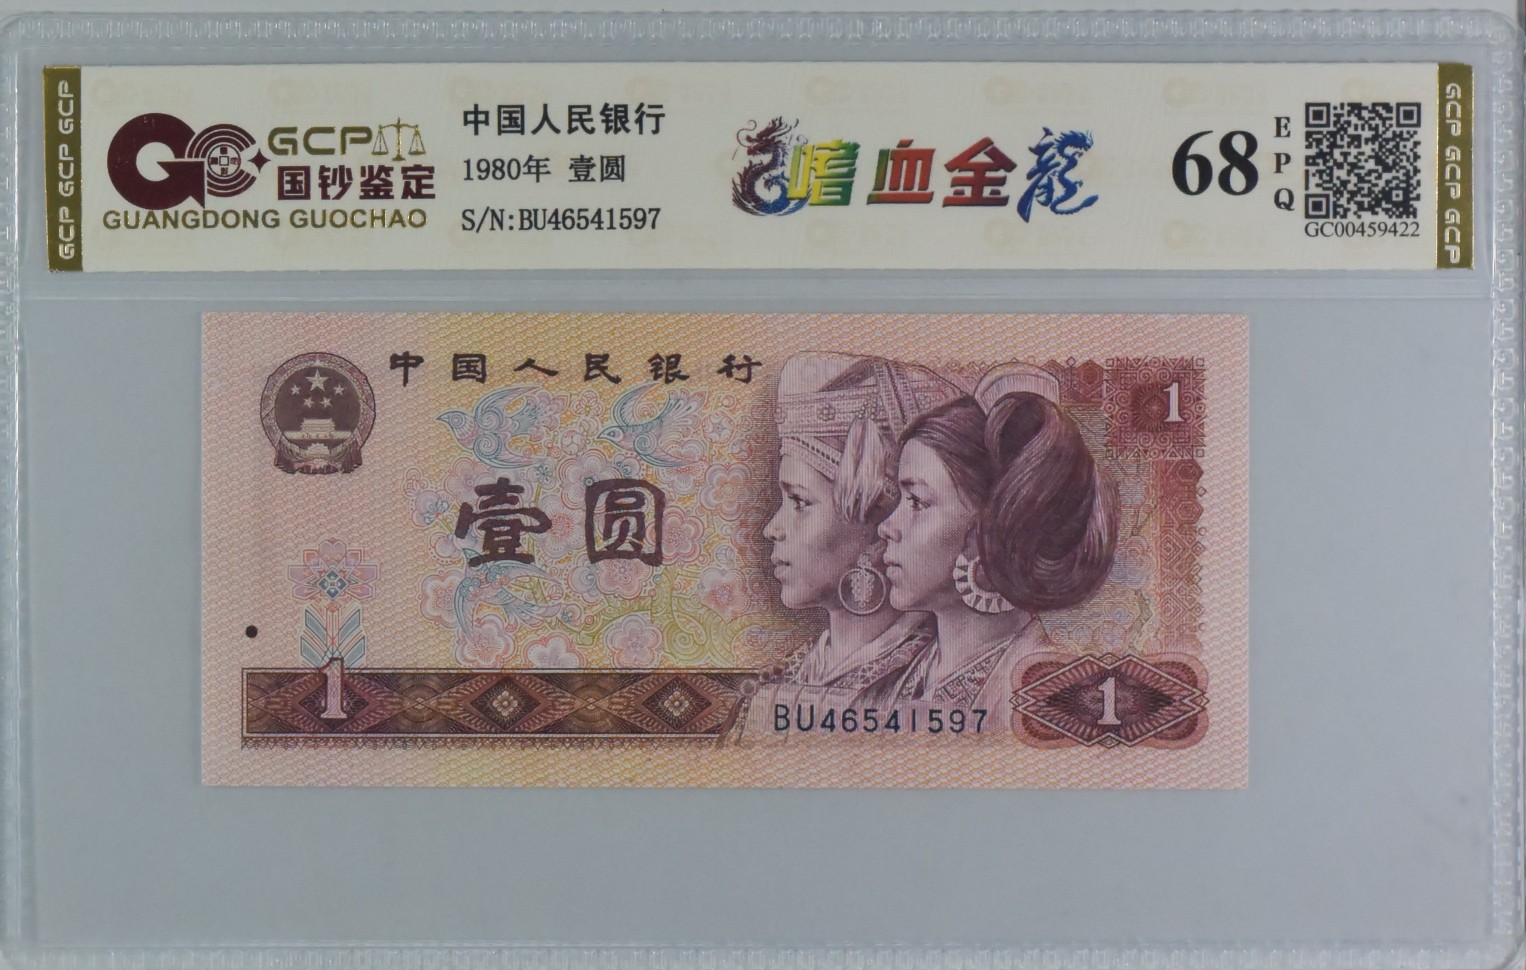 GCP GCP GCP
GCP
国钞鉴定
GUANGDONG GUOCHAO
中国人民银行
1980年 壹圆
S/N:BU46541597
嗜血金龍
68
EPQ
GC00459422
GCP GCP GCP
中国人民银行
1
壹圆
1
BU46541597
1